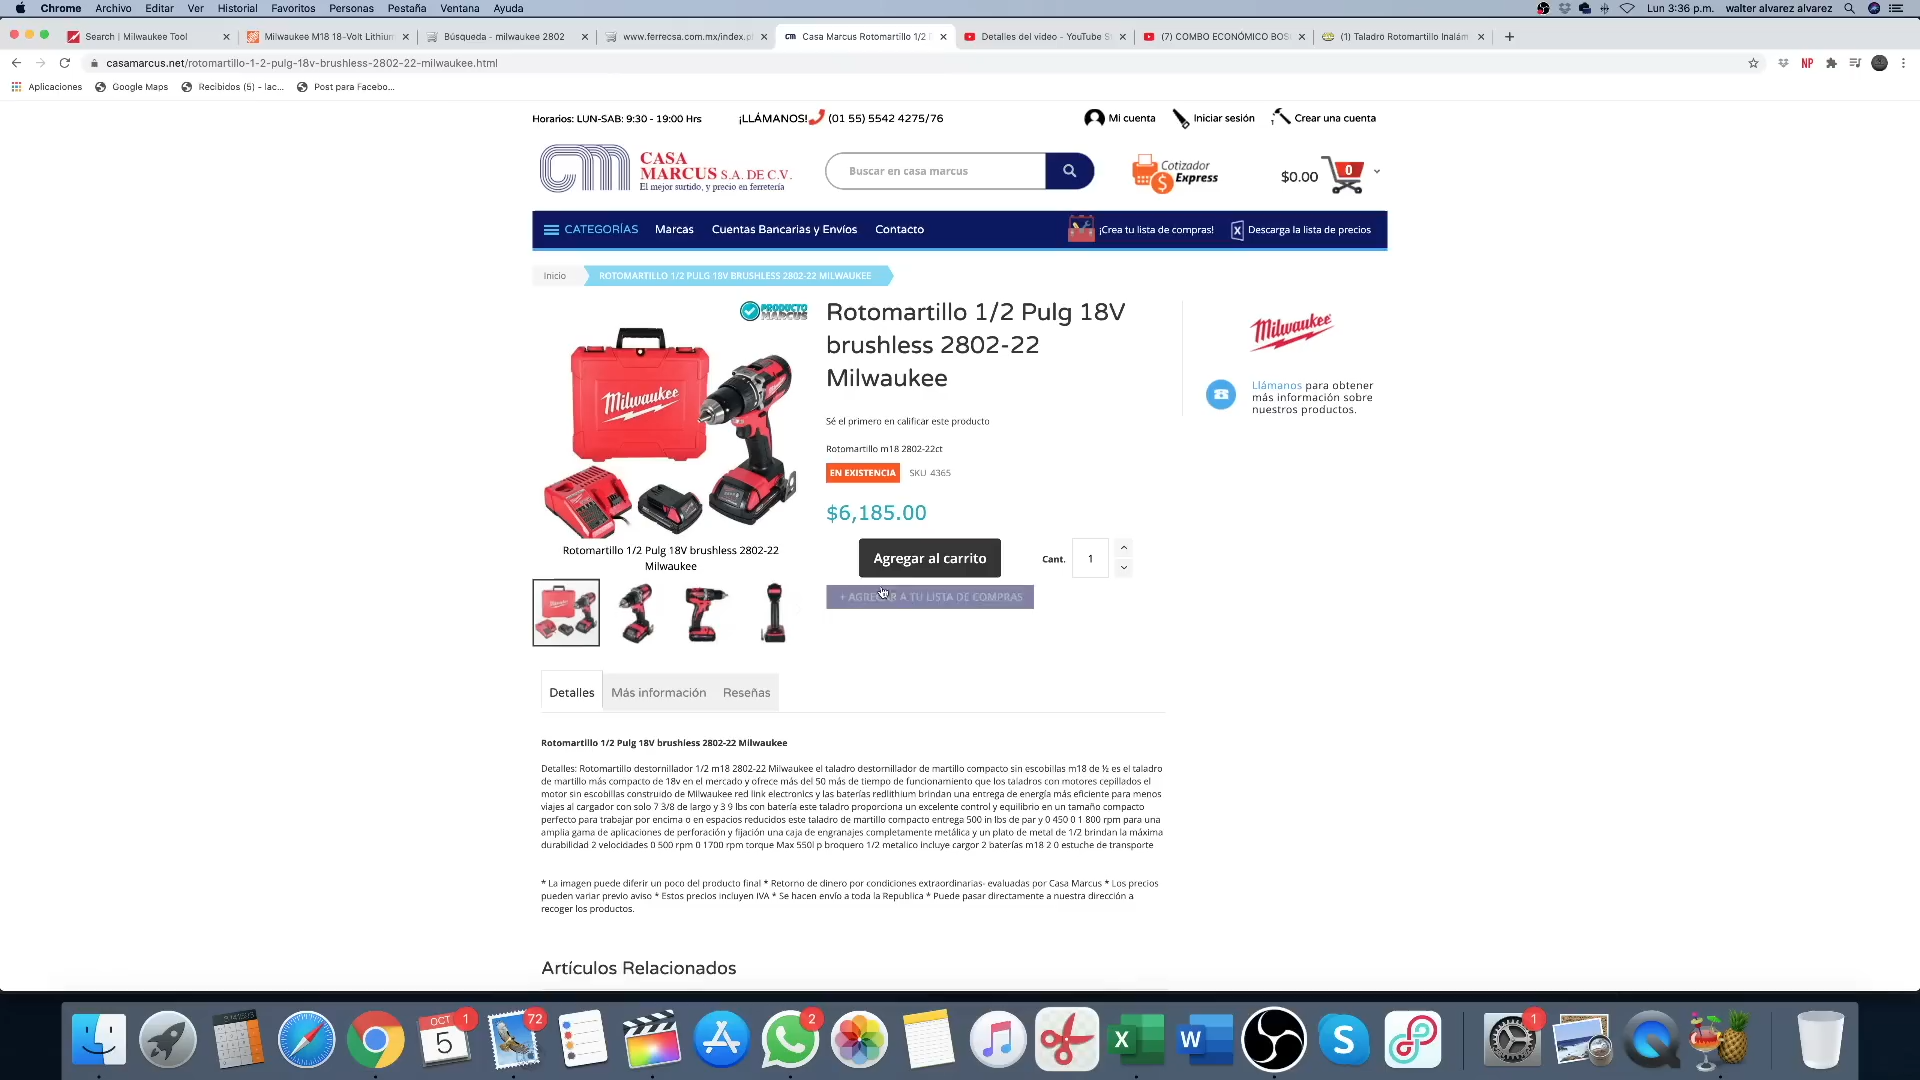 Chrome Archivo Editar Ver Historial Favoritos Personas Pestaña Ventana Ayuda
Lun 3:36 p.m. walter alvarez alvarez
Search | Milwaukee Tool
Milwaukee M18 18-Volt Lithium
Búsqueda - milwaukee 2802
www.ferrecsa.com.mx/index.p
Casa Marcus Rotomartillo 1/2
Detalles del video - YouTube S
(7) COMBO ECONÓMICO BOS
(1) Taladro Rotomartillo Inalám
casamarcus.net/rotomartillo-1-2-pulg-18v-brushless-2802-22-milwaukee.html
NP
Aplicaciones Google Maps Recibidos (5) - lac... Post para Facebo...
Horarios: LUN-SAB: 9:30 - 19:00 Hrs
¡LLÁMANOS! (01 55) 5542 4275/76
Mi cuenta Iniciar sesión Crear una cuenta
CASA
MARCUS S.A. DE C.V.
El mejor surtido, y precio en ferretería
Buscar en casa marcus
Cotizador
Express
$0.00 0
CATEGORÍAS Marcas Cuentas Bancarias y Envíos Contacto
¡Crea tu lista de compras! X Descarga la lista de precios
Inicio ROTOMARTILLO 1/2 PULG 18V BRUSHLESS 2802-22 MILWAUKEE
PRODUCTO
MARCUS
Milwaukee
Rotomartillo 1/2 Pulg 18V
brushless 2802-22
Milwaukee
Sé el primero en calificar este producto
Rotomartillo m18 2802-22ct
EN EXISTENCIA SKU 4365
$6,185.00
Agregar al carrito Cant. 1
+ AGREGAR A TU LISTA DE COMPRAS
Milwaukee
Llámanos para obtener
más información sobre
nuestros productos.
Rotomartillo 1/2 Pulg 18V brushless 2802-22
Milwaukee
Detalles Más información Reseñas
Rotomartillo 1/2 Pulg 18V brushless 2802-22 Milwaukee
Detalles: Rotomartillo destornillador 1/2 m18 2802-22 Milwaukee el taladro destornillador de martillo compacto sin escobillas m18 de ½ es el taladro
de martillo más compacto de 18v en el mercado y ofrece más del 50 más de tiempo de funcionamiento que los taladros con motores cepillados el
motor sin escobillas construido de Milwaukee red link electronics y las baterías redlithium brindan una entrega de energía más eficiente para menos
viajes al cargador con solo 7 3/8 de largo y 3 9 lbs con batería este taladro proporciona un excelente control y equilibrio en un tamaño compacto
perfecto para trabajar por encima o en espacios reducidos este taladro de martillo compacto entrega 500 in lbs de par y 0 450 0 1 800 rpm para una
amplia gama de aplicaciones de perforación y fijación una caja de engranajes completamente metálica y un plato de metal de 1/2 brindan la máxima
durabilidad 2 velocidades 0 500 rpm 0 1700 rpm torque Max 550l p broquero 1/2 metalico incluye cargor 2 baterías m18 2 0 estuche de transporte
* La imagen puede diferir un poco del producto final * Retorno de dinero por condiciones extraordinarias- evaluadas por Casa Marcus * Los precios
pueden variar previo aviso * Estos precios incluyen IVA * Se hacen envío a toda la Republica * Puede pasar directamente a nuestra dirección a
recoger los productos.
Artículos Relacionados
OCT
5
1
72
2
X
W
S
1